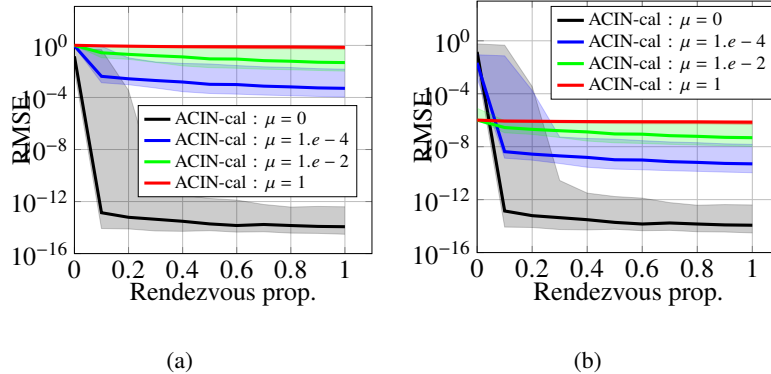 10^0
10^−4
10^−8
10^−12
10^−16
RMSE
0
0.2
0.4
0.6
0.8
1
Rendezvous prop.
ACIN-cal : μ = 0
ACIN-cal : μ = 1.e − 4
ACIN-cal : μ = 1.e − 2
ACIN-cal : μ = 1
(a)
10^0
10^−4
10^−8
10^−12
10^−16
RMSE
0
0.2
0.4
0.6
0.8
1
Rendezvous prop.
ACIN-cal : μ = 0
ACIN-cal : μ = 1.e − 4
ACIN-cal : μ = 1.e − 2
ACIN-cal : μ = 1
(b)